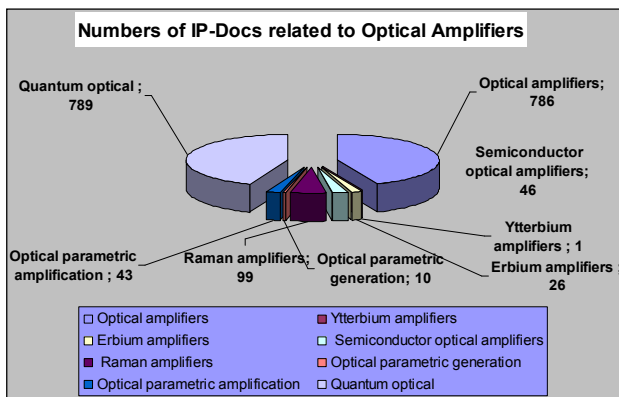 Numbers of IP-Docs related to Optical Amplifiers
Quantum optical ;
789
Optical amplifiers;
786
Semiconductor
optical amplifiers;
46
Ytterbium
amplifiers ; 1
Erbium amplifiers ;
26
Optical parametric
generation; 10
Raman amplifiers;
99
Optical parametric
amplification ; 43
Optical amplifiers
Ytterbium amplifiers
Erbium amplifiers
Semiconductor optical amplifiers
Raman amplifiers
Optical parametric generation
Optical parametric amplification
Quantum optical